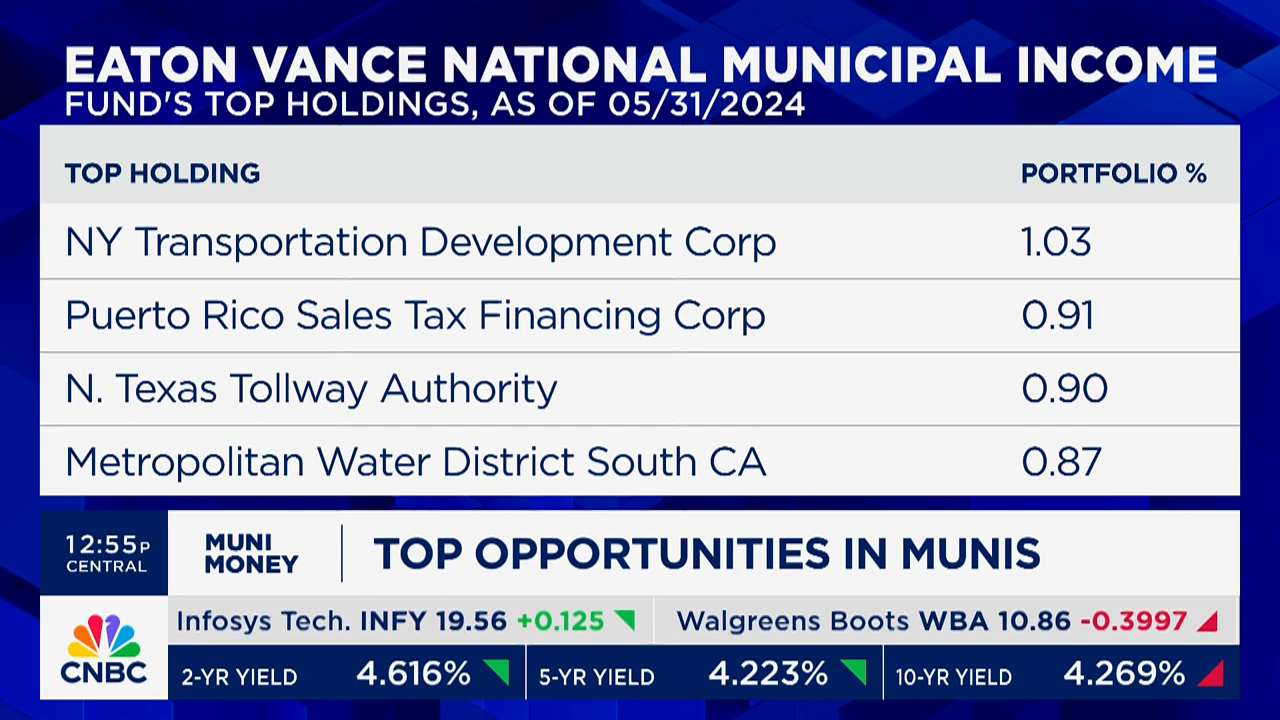 EATON VANCE NATIONAL MUNICIPAL INCOME
FUND'S TOP HOLDINGS, AS OF 05/31/2024
TOP HOLDING PORTFOLIO %
NY Transportation Development Corp 1.03
Puerto Rico Sales Tax Financing Corp 0.91
N. Texas Tollway Authority 0.90
Metropolitan Water District South CA 0.87
12:55P
CENTRAL
MUNI
MONEY
TOP OPPORTUNITIES IN MUNIS
Infosys Tech. INFY 19.56 +0.125 Walgreens Boots WBA 10.86 -0.3997
CNBC
2-YR YIELD 4.616% 5-YR YIELD 4.223% 10-YR YIELD 4.269%